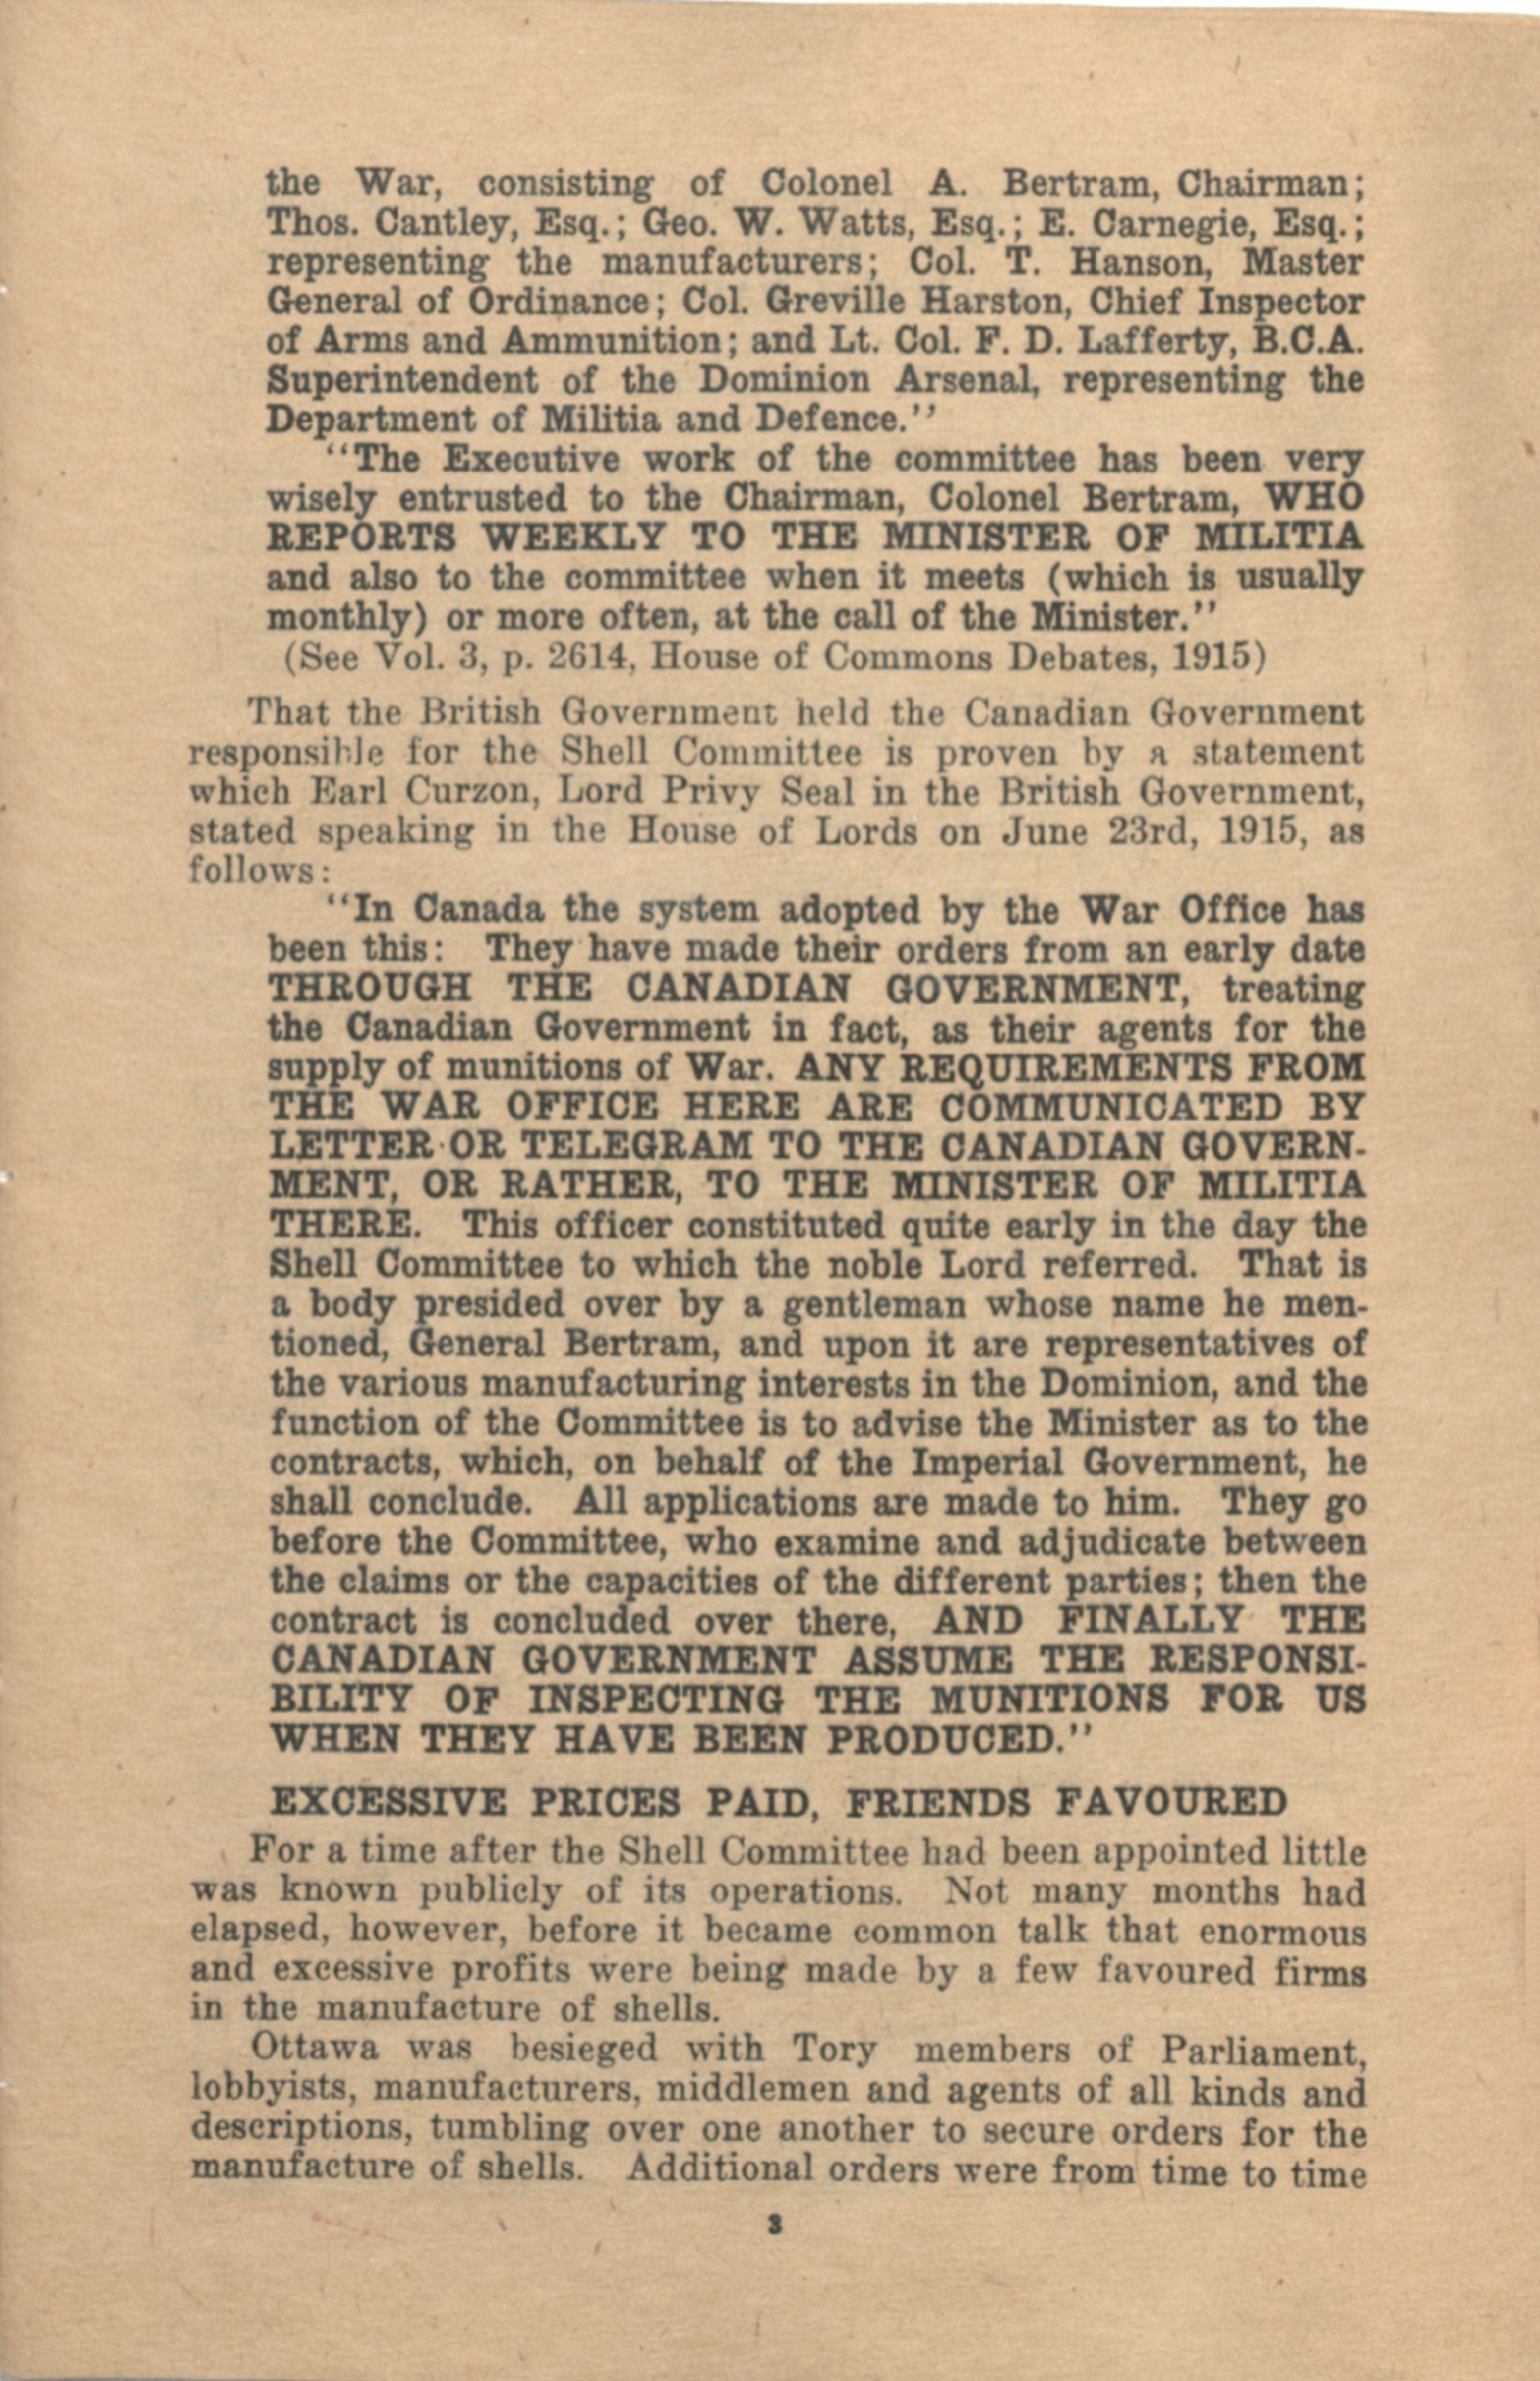 the War, consisting of Colonel A. Bertram, Chairman;
Thos. Cantley, Esq.; Geo. W. Watts, Esq.; E. Carnegie, Esq.;
representing the manufacturers; Col. T. Hanson, Master
General of Ordinance; Col. Greville Harston, Chief Inspector
of Arms and Ammunition; and Lt. Col. F. D. Lafferty, B.C.A.
Superintendent of the Dominion Arsenal, representing the
Department of Militia and Defence."
"The Executive work of the committee has been very
wisely entrusted to the Chairman, Colonel Bertram, WHO
REPORTS WEEKLY TO THE MINISTER OF MILITIA
and also to the committee when it meets (which is usually
monthly) or more often, at the call of the Minister."
(See Vol. 3, p. 2614, House of Commons Debates, 1915)
That the British Government held the Canadian Government
responsible for the Shell Committee is proven by a statement
which Earl Curzon, Lord Privy Seal in the British Government,
stated speaking in the House of Lords on June 23rd, 1915, as
follows:
"In Canada the system adopted by the War Office has
been this: They have made their orders from an early date
THROUGH THE CANADIAN GOVERNMENT, treating
the Canadian Government in fact, as their agents for the
supply of munitions of War. ANY REQUIREMENTS FROM
THE WAR OFFICE HERE ARE COMMUNICATED BY
LETTER OR TELEGRAM TO THE CANADIAN GOVERN-
MENT, OR RATHER, TO THE MINISTER OF MILITIA
THERE. This officer constituted quite early in the day the
Shell Committee to which the noble Lord referred. That is
a body presided over by a gentleman whose name he men-
tioned, General Bertram, and upon it are representatives of
the various manufacturing interests in the Dominion, and the
function of the Committee is to advise the Minister as to the
contracts, which, on behalf of the Imperial Government, he
shall conclude. All applications are made to him. They go
before the Committee, who examine and adjudicate between
the claims or the capacities of the different parties; then the
contract is concluded over there, AND FINALLY THE
CANADIAN GOVERNMENT ASSUME THE RESPONSI-
BILITY OF INSPECTING THE MUNITIONS FOR US
WHEN THEY HAVE BEEN PRODUCED."
EXCESSIVE PRICES PAID, FRIENDS FAVOURED
For a time after the Shell Committee had been appointed little
was known publicly of its operations. Not many months had
elapsed, however, before it became common talk that enormous
and excessive profits were being made by a few favoured firms
in the manufacture of shells.
Ottawa was besieged with Tory members of Parliament,
lobbyists, manufacturers, middlemen and agents of all kinds and
descriptions, tumbling over one another to secure orders for the
manufacture of shells. Additional orders were from time to time
3